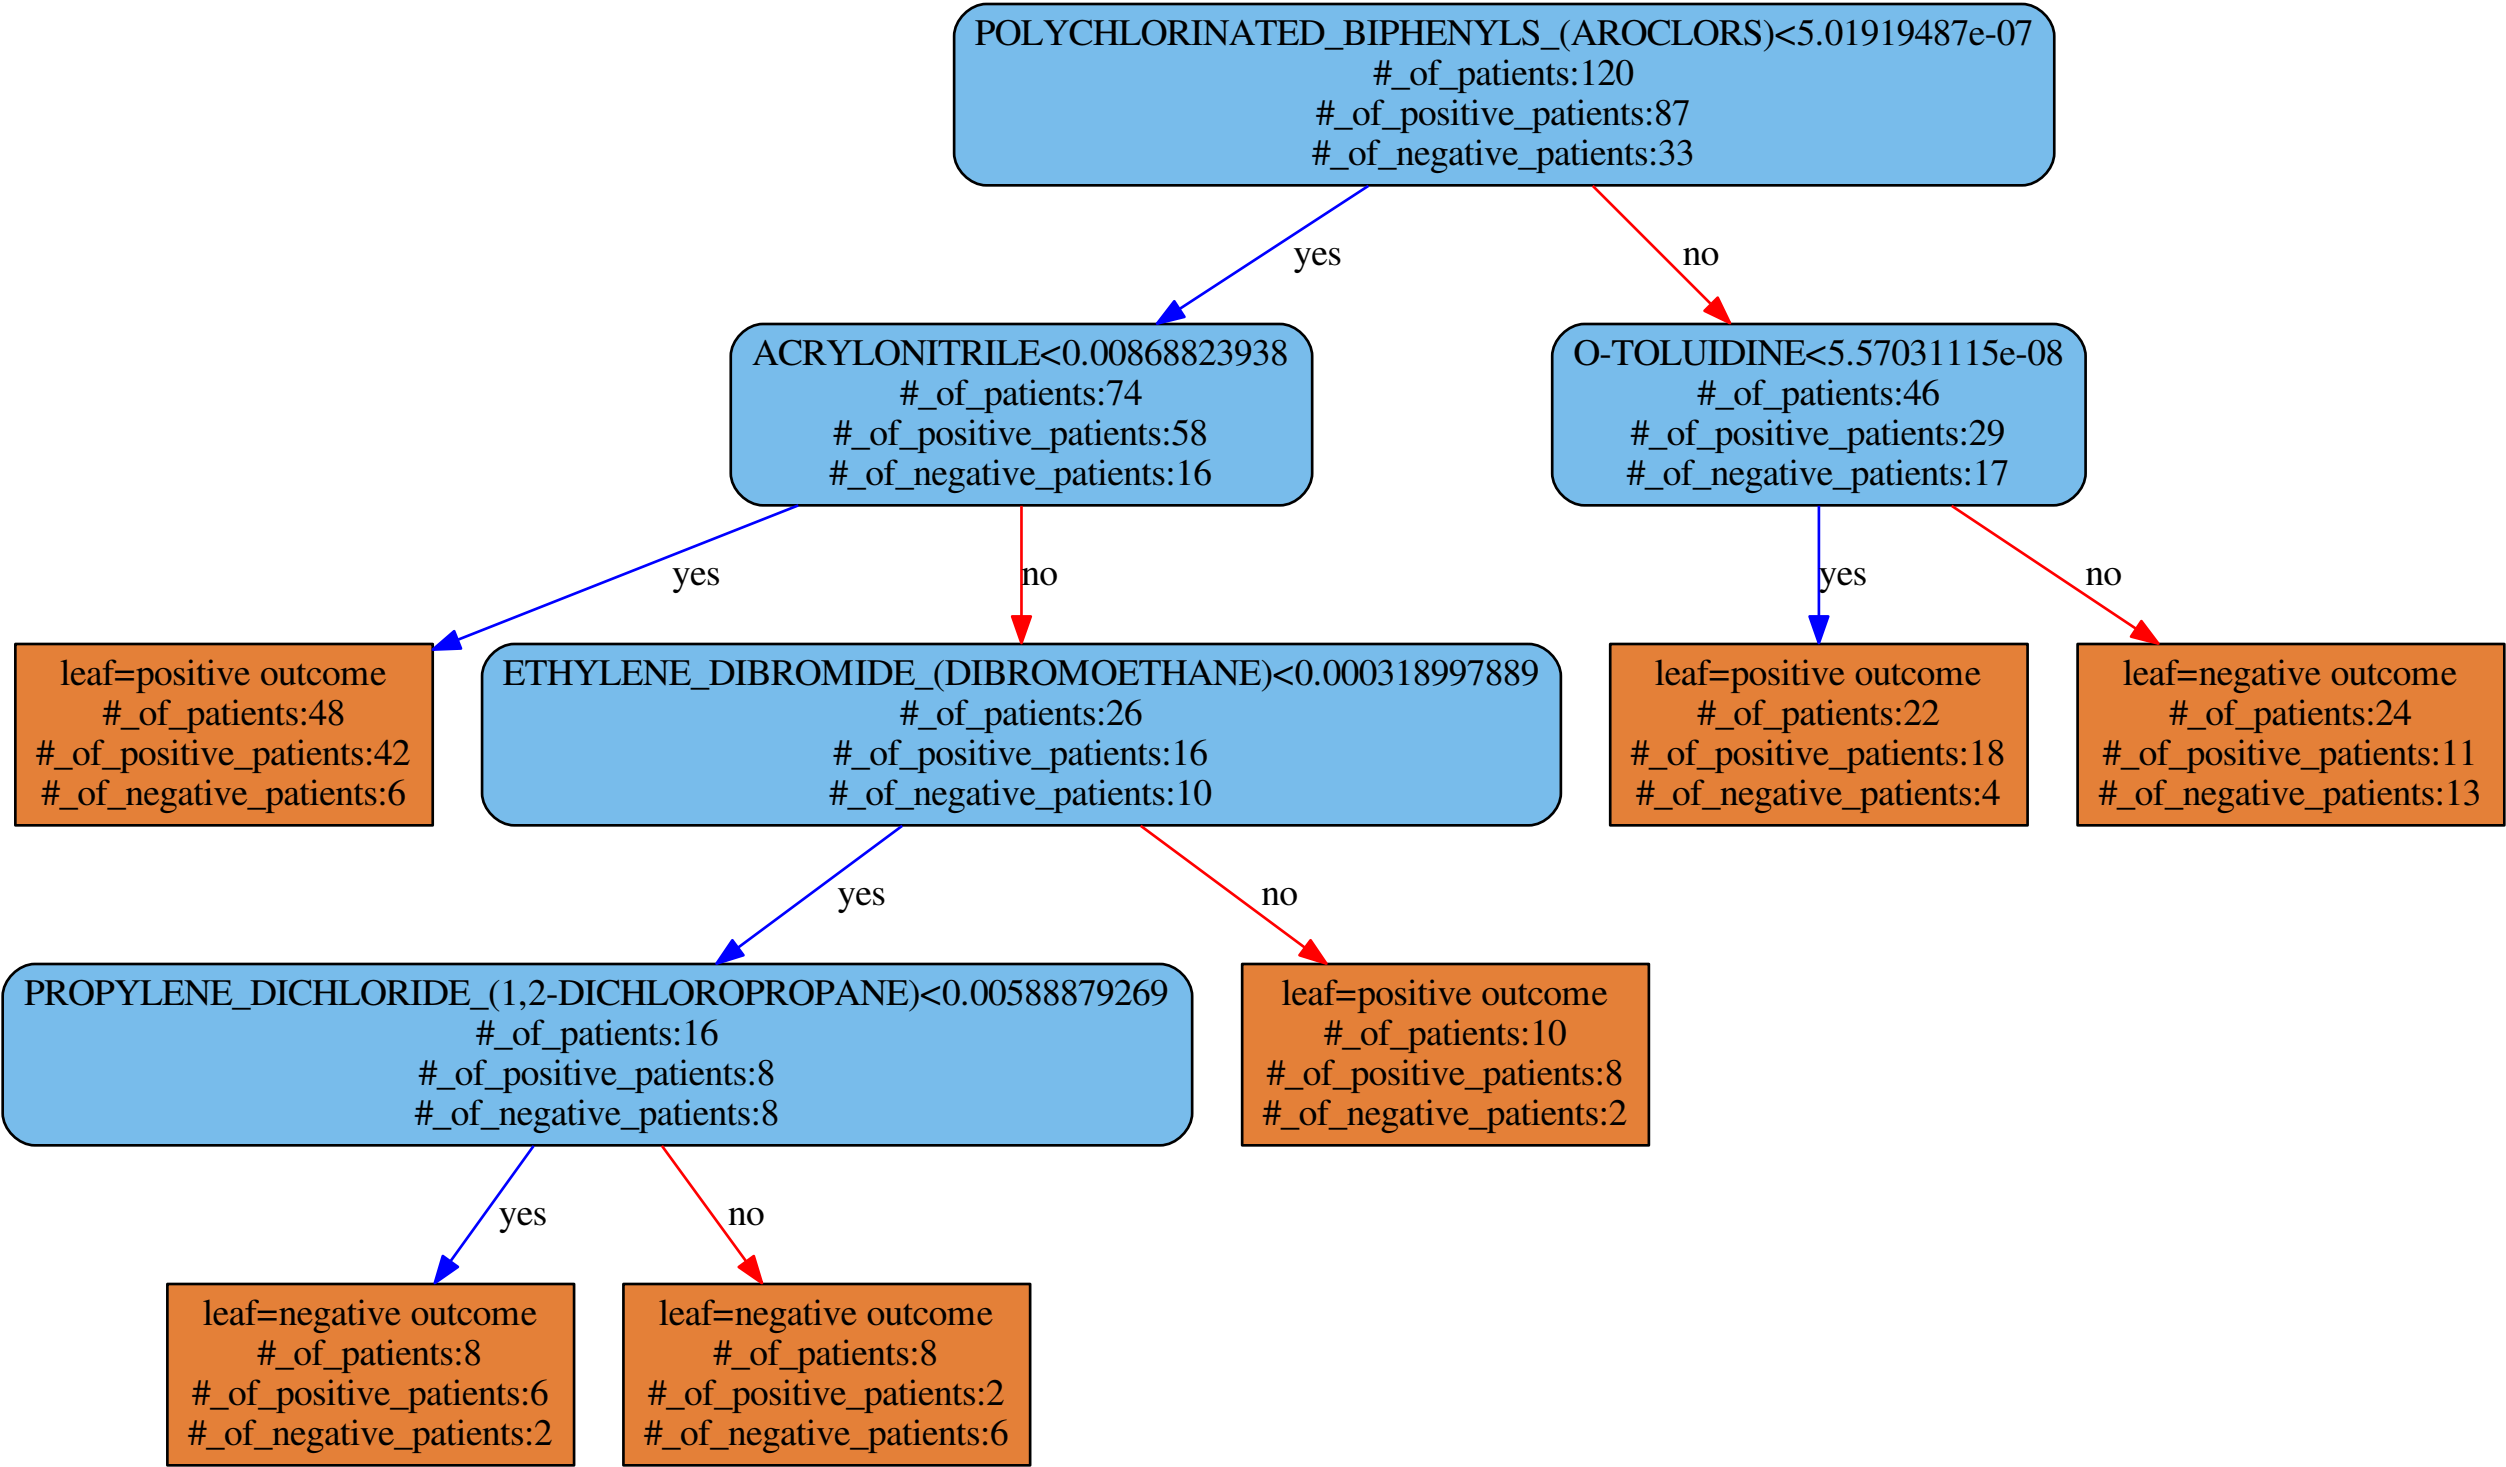 POLYCHLORINATED_BIPHENYLS_(AROCLORS)<5.01919487e-07
#_of_patients:120
#_of_positive_patients:87
#_of_negative_patients:33
yes
no
ACRYLONITRILE<0.00868823938
#_of_patients:74
#_of_positive_patients:58
#_of_negative_patients:16
O-TOLUIDINE<5.57031115e-08
#_of_patients:46
#_of_positive_patients:29
#_of_negative_patients:17
yes
no
yes
no
leaf=positive outcome
#_of_patients:48
#_of_positive_patients:42
#_of_negative_patients:6
ETHYLENE_DIBROMIDE_(DIBROMOETHANE)<0.000318997889
#_of_patients:26
#_of_positive_patients:16
#_of_negative_patients:10
leaf=positive outcome
#_of_patients:22
#_of_positive_patients:18
#_of_negative_patients:4
leaf=negative outcome
#_of_patients:24
#_of_positive_patients:11
#_of_negative_patients:13
yes
no
PROPYLENE_DICHLORIDE_(1,2-DICHLOROPROPANE)<0.00588879269
#_of_patients:16
#_of_positive_patients:8
#_of_negative_patients:8
leaf=positive outcome
#_of_patients:10
#_of_positive_patients:8
#_of_negative_patients:2
yes
no
leaf=negative outcome
#_of_patients:8
#_of_positive_patients:6
#_of_negative_patients:2
leaf=negative outcome
#_of_patients:8
#_of_positive_patients:2
#_of_negative_patients:6